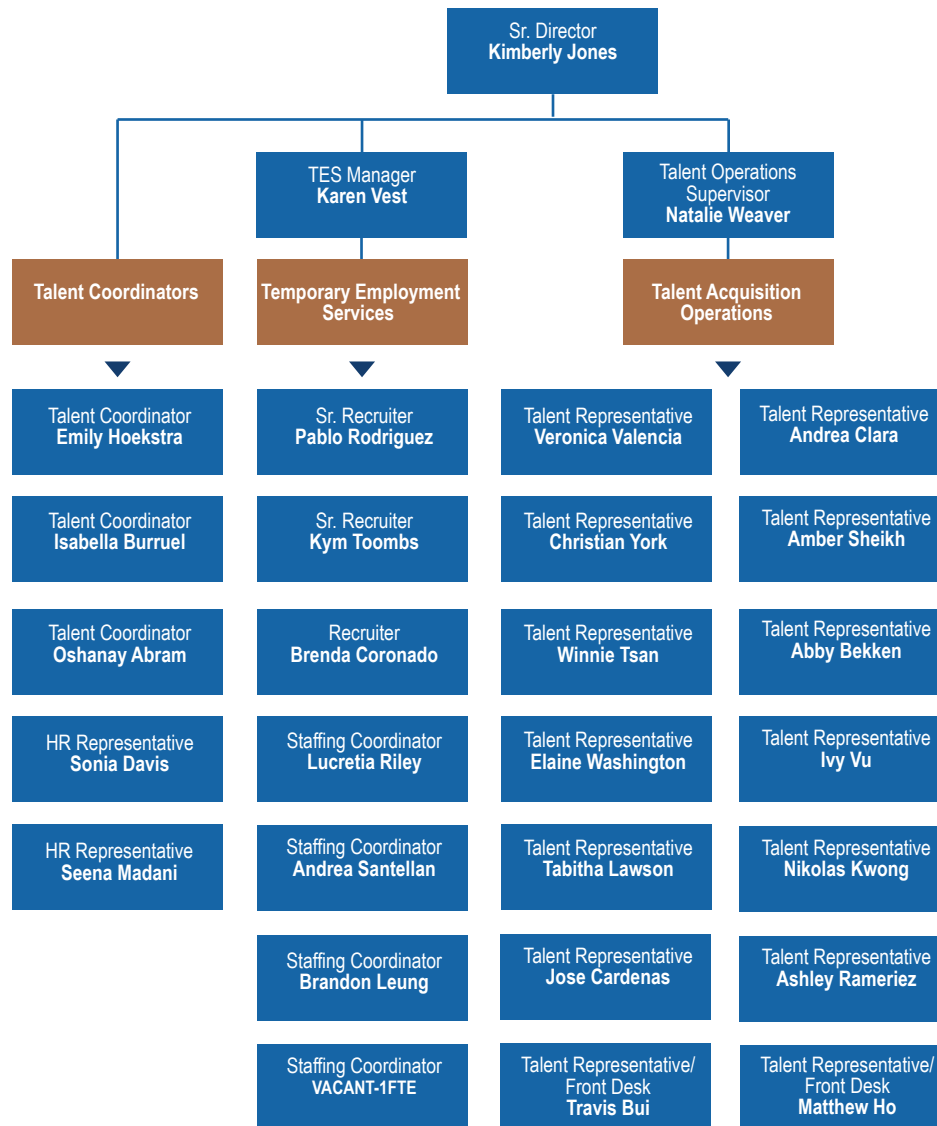 Sr. Director
Kimberly Jones
TES Manager
Karen Vest
Talent Operations
Supervisor
Natalie Weaver
Talent Coordinators
Temporary Employment
Services
Talent Acquisition
Operations
Talent Coordinator
Emily Hoekstra
Sr. Recruiter
Pablo Rodriguez
Talent Representative
Veronica Valencia
Talent Representative
Andrea Clara
Talent Coordinator
Isabella Burruel
Sr. Recruiter
Kym Toombs
Talent Representative
Christian York
Talent Representative
Amber Sheikh
Talent Coordinator
Oshanay Abram
Recruiter
Brenda Coronado
Talent Representative
Winnie Tsan
Talent Representative
Abby Bekken
HR Representative
Sonia Davis
Staffing Coordinator
Lucretia Riley
Talent Representative
Elaine Washington
Talent Representative
Ivy Vu
HR Representative
Seena Madani
Staffing Coordinator
Andrea Santellan
Talent Representative
Tabitha Lawson
Talent Representative
Nikolas Kwong
Staffing Coordinator
Brandon Leung
Talent Representative
Jose Cardenas
Talent Representative
Ashley Rameriez
Staffing Coordinator
VACANT-1FTE
Talent Representative/
Front Desk
Travis Bui
Talent Representative/
Front Desk
Matthew Ho